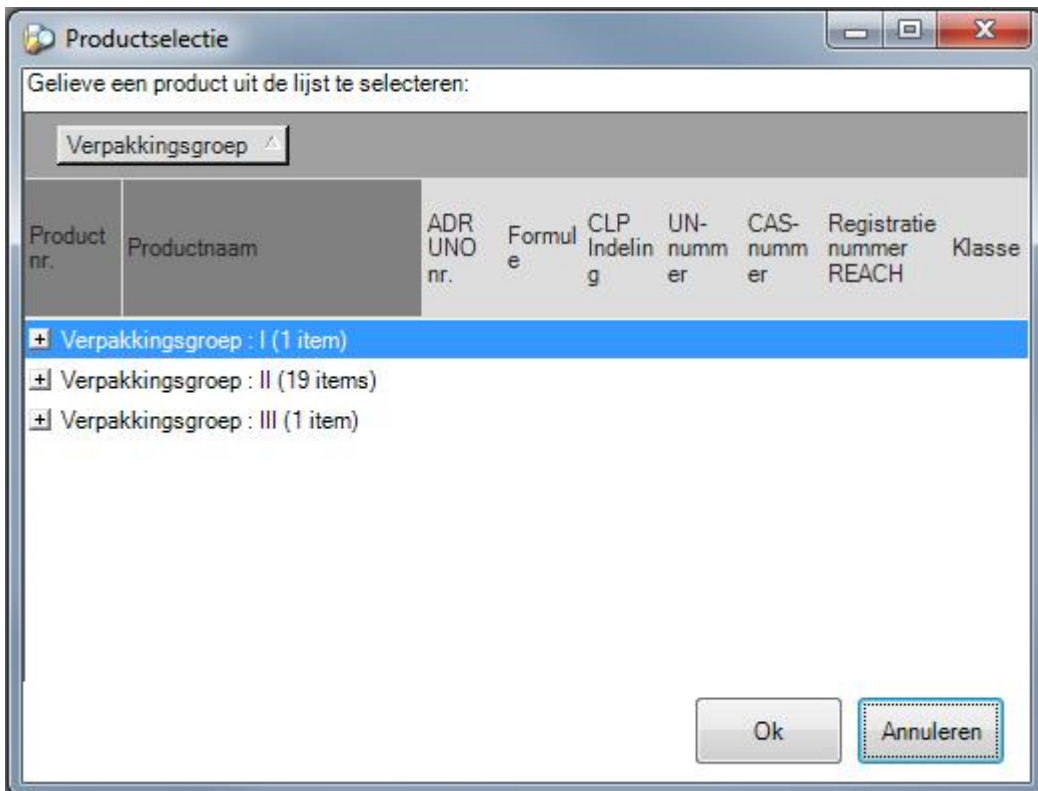 Productselectie
Gelieve een product uit de lijst te selecteren:
Verpakkingsgroep
Product nr.
Productnaam
ADR UNO nr.
Formul e
CLP Indelin g
UN- numm er
CAS- numm er
Registratie nummer REACH
Klasse
Verpakkingsgroep : I (1 item)
Verpakkingsgroep : II (19 items)
Verpakkingsgroep : III (1 item)
Ok
Annuleren